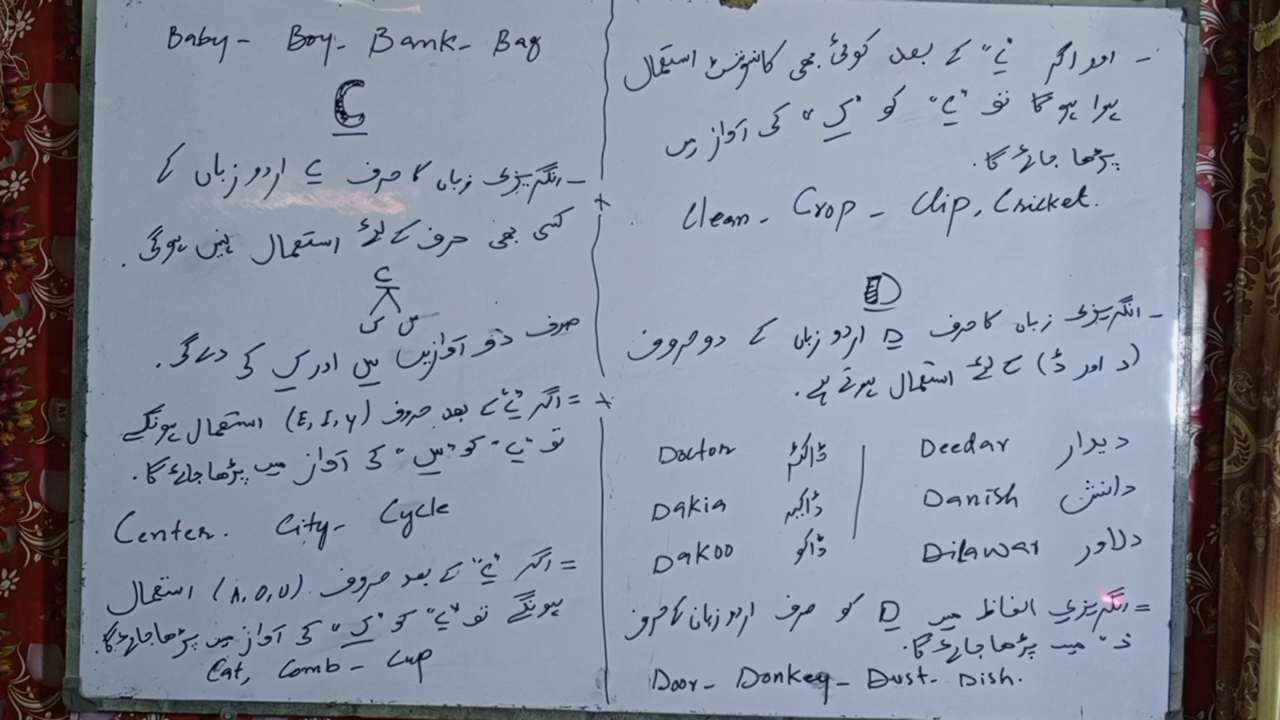 Baby - Boy - Bank - Bag
C
- انگریزی زبان کا حرف C اردو زبان کے
کسی بھی حرف کے لئے استعمال نہیں ہوگی.
C
س ک
صرف دو آوازیں س اور ک کی دے گی.
= اگر "C" کے بعد حروف (E, I, Y) استعمال ہونگے
تو "C" کو "س" کی آواز میں پڑھا جائے گا.
Center. City - Cycle
= اگر "C" کے بعد حروف (A, O, U) استعمال
ہونگے تو "C" کو "ک" کی آواز میں پڑھا جائے گا.
Cat, Comb - Cup
- اور اگر "C" کے بعد کوئی بھی کانسوننٹ استعمال
ہوا ہو گا تو "C" کو "ک" کی آواز میں
پڑھا جائے گا.
Clean - Crop - Clip, Cricket.
D
- انگریزی زبان کا حرف D اردو زبان کے دو حروف
(د اور ڈ) کے لئے استعمال ہوتے ہے.
Doctor ڈاکٹر | Deedar دیدار
Dakia ڈاکیہ | Danish دانش
Dakoo ڈاکو | Dilawar دلاور
= انگریزی الفاظ میں D کو صرف اردو زبان کے حرف
"ڈ" میں پڑھا جائے گا.
Door - Donkey - Dust - Dish.